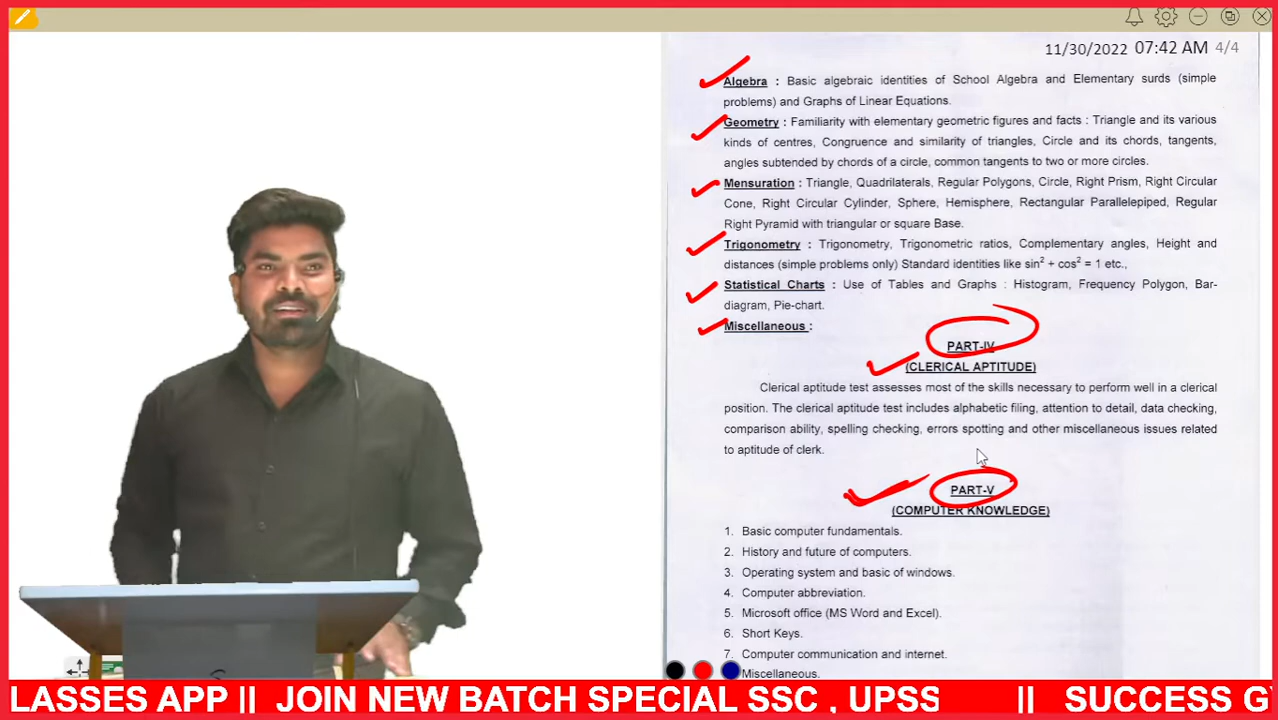 11/30/2022 07:42 AM 4/4
Algebra : Basic algebraic identities of School Algebra and Elementary surds (simple
problems) and Graphs of Linear Equations.
Geometry : Familiarity with elementary geometric figures and facts : Triangle and its various
kinds of centres, Congruence and similarity of triangles, Circle and its chords, tangents,
angles subtended by chords of a circle, common tangents to two or more circles.
Mensuration : Triangle, Quadrilaterals, Regular Polygons, Circle, Right Prism, Right Circular
Cone, Right Circular Cylinder, Sphere, Hemisphere, Rectangular Parallelepiped, Regular
Right Pyramid with triangular or square Base.
Trigonometry : Trigonometry, Trigonometric ratios, Complementary angles, Height and
distances (simple problems only) Standard identities like sin² + cos² = 1 etc.,
Statistical Charts : Use of Tables and Graphs : Histogram, Frequency Polygon, Bar-
diagram, Pie-chart.
Miscellaneous :
PART-IV
(CLERICAL APTITUDE)
Clerical aptitude test assesses most of the skills necessary to perform well in a clerical
position. The clerical aptitude test includes alphabetic filing, attention to detail, data checking,
comparison ability, spelling checking, errors spotting and other miscellaneous issues related
to aptitude of clerk.
PART-V
(COMPUTER KNOWLEDGE)
1. Basic computer fundamentals.
2. History and future of computers.
3. Operating system and basic of windows.
4. Computer abbreviation.
5. Microsoft office (MS Word and Excel).
6. Short Keys.
7. Computer communication and internet.
Miscellaneous.
LASSES APP || JOIN NEW BATCH SPECIAL SSC , UPSS || SUCCESS GY